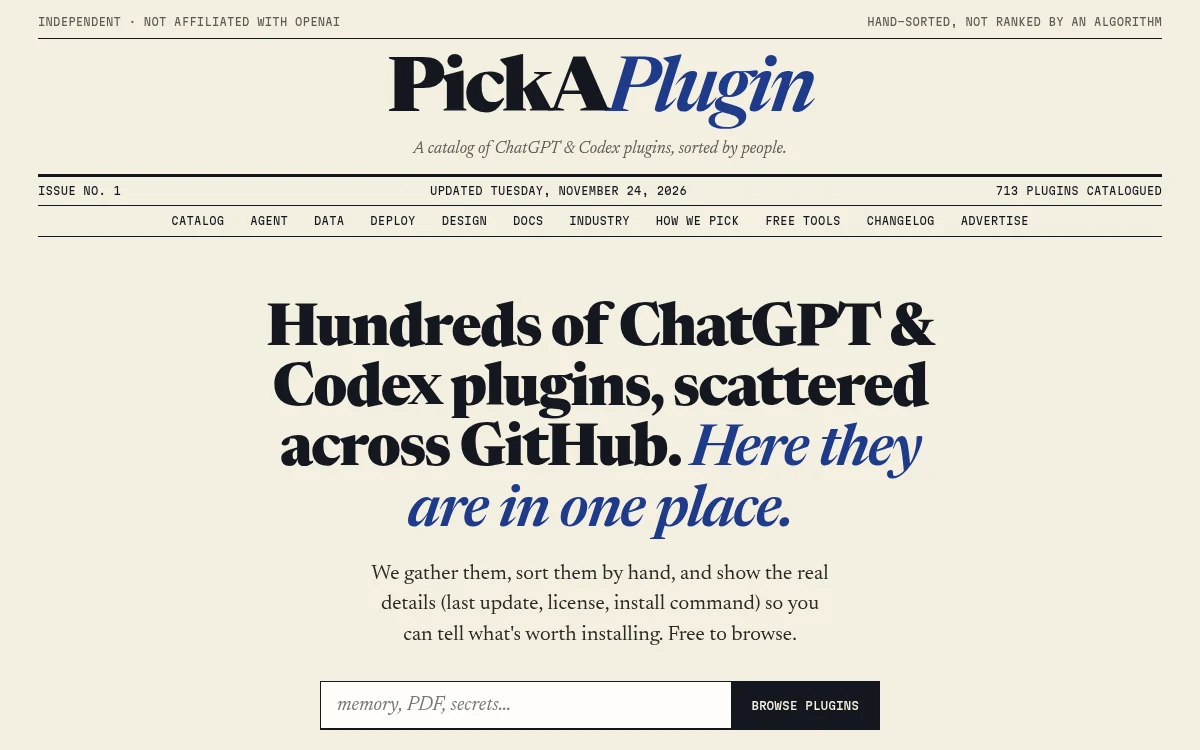 INDEPENDENT · NOT AFFILIATED WITH OPENAI
HAND-SORTED, NOT RANKED BY AN ALGORITHM
PickAPlugin
A catalog of ChatGPT & Codex plugins, sorted by people.
ISSUE NO. 1
UPDATED TUESDAY, NOVEMBER 24, 2026
713 PLUGINS CATALOGUED
CATALOG AGENT DATA DEPLOY DESIGN DOCS INDUSTRY HOW WE PICK FREE TOOLS CHANGELOG ADVERTISE
Hundreds of ChatGPT &
Codex plugins, scattered
across GitHub. Here they
are in one place.
We gather them, sort them by hand, and show the real
details (last update, license, install command) so you
can tell what's worth installing. Free to browse.
memory, PDF, secrets...
BROWSE PLUGINS